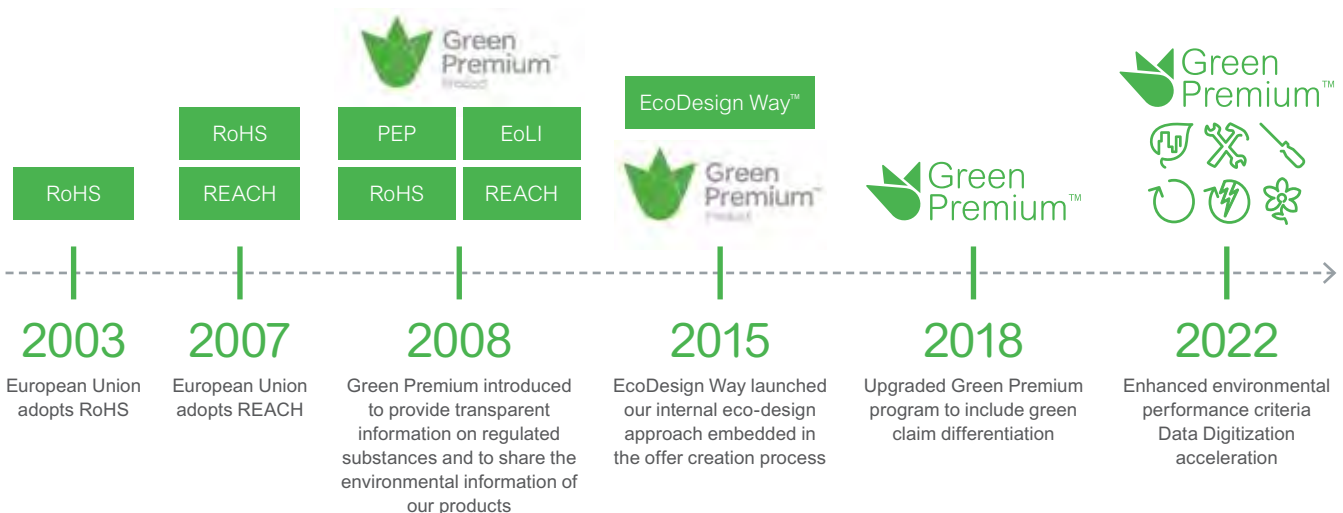 RoHS
2003
European Union
adopts RoHS
RoHS
REACH
2007
European Union
adopts REACH
Green
Premium™
Product
PEP
EoLI
RoHS
REACH
2008
Green Premium introduced
to provide transparent
information on regulated
substances and to share the
environmental information of
our products
EcoDesign Way™
Green
Premium™
Product
2015
EcoDesign Way launched
our internal eco-design
approach embedded in
the offer creation process
Green
Premium™
2018
Upgraded Green Premium
program to include green
claim differentiation
Green
Premium™
2022
Enhanced environmental
performance criteria
Data Digitization
acceleration